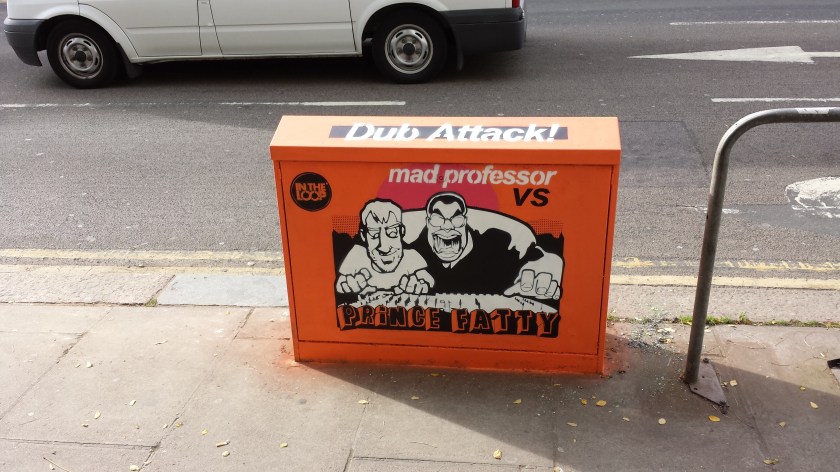 Dub Attack!
mad professor
VS
IN THE
LOOP
PRINCE FATTY